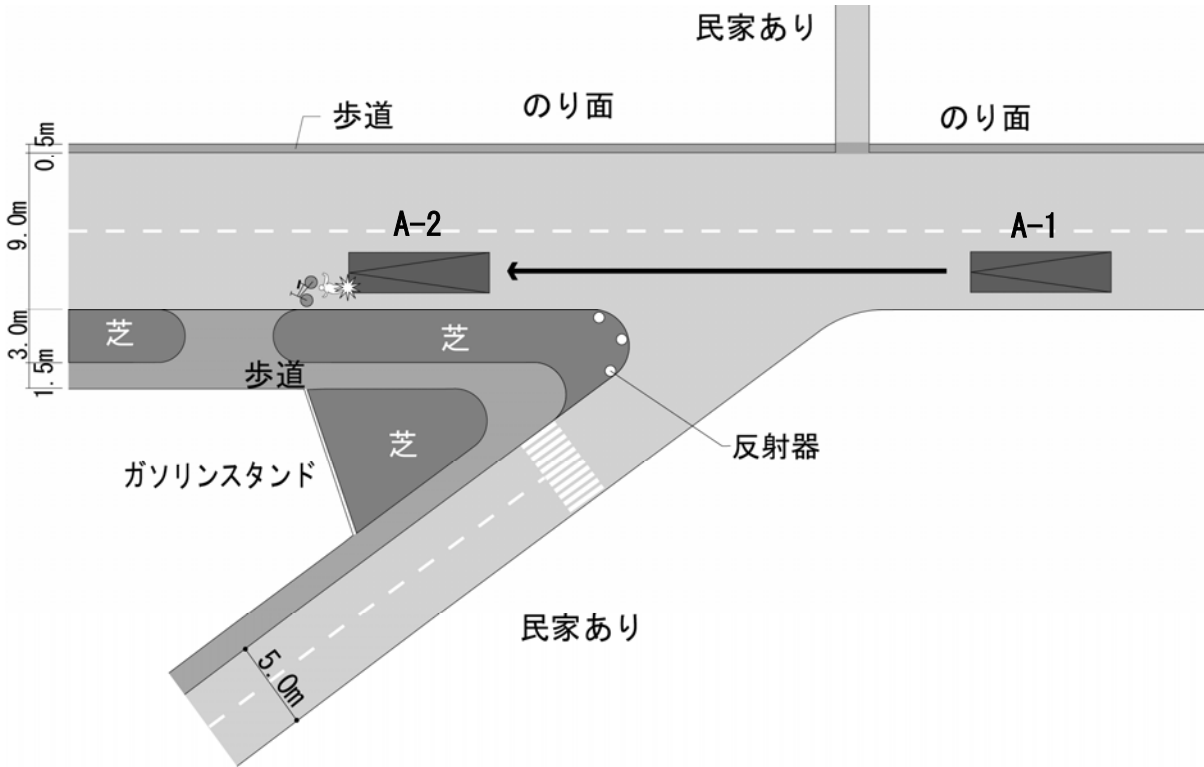 民家あり
のり面
のり面
歩道
0.5m
9.0m
A-2
A-1
3.0m
芝
芝
1.5m
歩道
芝
反射器
ガソリンスタンド
民家あり
5.0m